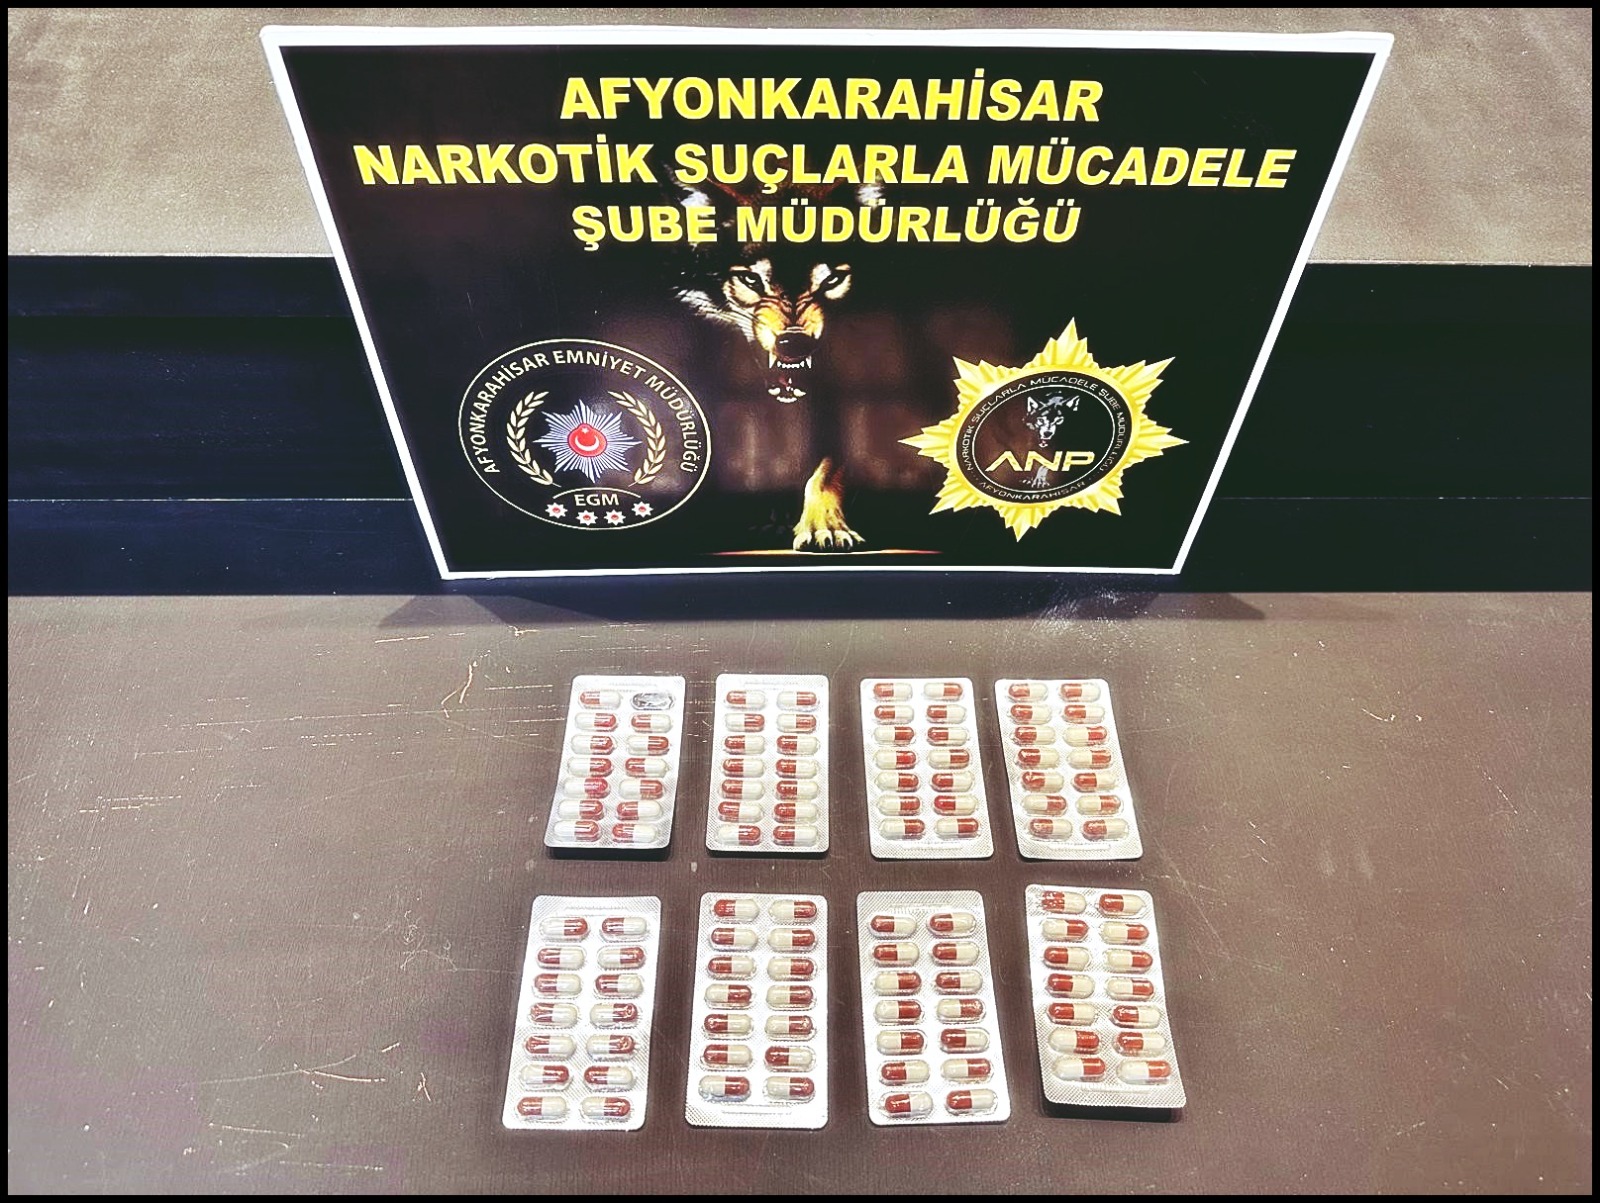 AFYONKARAHİSAR
NARKOTİK SUÇLARLA MÜCADELE
ŞUBE MÜDÜRLÜĞÜ
AFYONKARAHİSAR EMNİYET MÜDÜRLÜĞÜ
EGM
NARKOTİK SUÇLARLA MÜCADELE ŞUBE MÜDÜRLÜĞÜ
ANP
AFYONKARAHİSAR